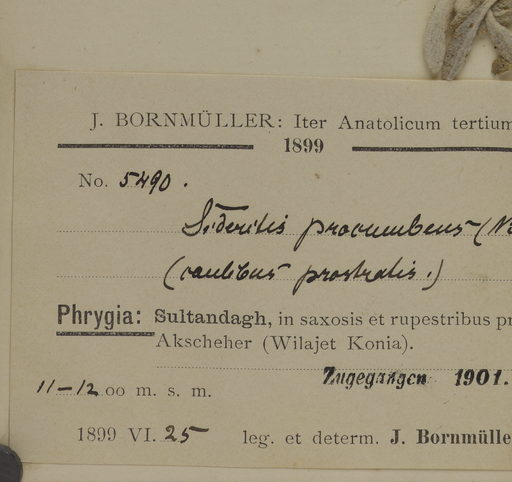 J. BORNMÜLLER: Iter Anatolicum tertium
1899
No. 5490.
Sideritis procumbens (
(caulibus prostratis.)
Phrygia: Sultandagh, in saxosis et rupestribus pr
Akscheher (Wilajet Konia).
Zugegangen 1901.
11-12 00 m. s. m.
1899 VI. 25 leg. et determ. J. Bornmülle